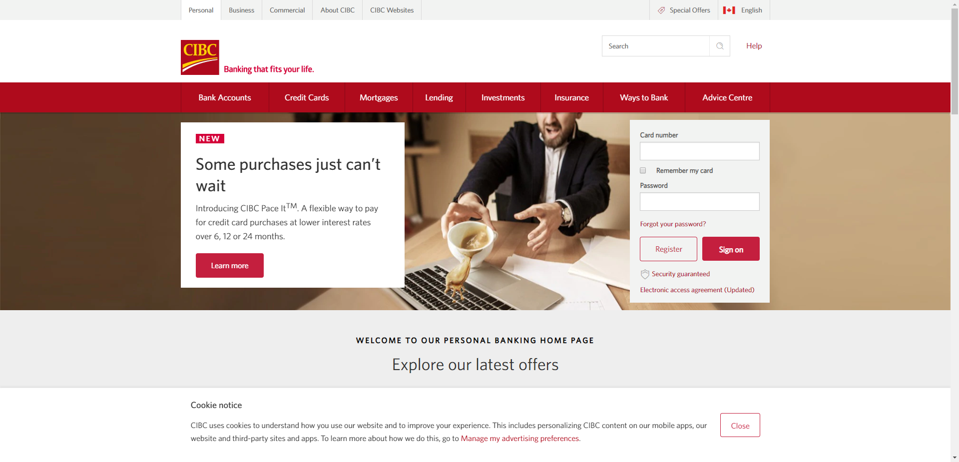 Personal
Business
Commercial
About CIBC
CIBC Websites
Special Offers
English
CIBC
Banking that fits your life.
Search
Help
Bank Accounts
Credit Cards
Mortgages
Lending
Investments
Insurance
Ways to Bank
Advice Centre
NEW
Some purchases just can't
wait
Introducing CIBC Pace It™. A flexible way to pay
for credit card purchases at lower interest rates
over 6, 12 or 24 months.
Learn more
Card number
Remember my card
Password
Forgot your password?
Register
Sign on
Security guaranteed
Electronic access agreement (Updated)
WELCOME TO OUR PERSONAL BANKING HOME PAGE
Explore our latest offers
Cookie notice
CIBC uses cookies to understand how you use our website and to improve your experience. This includes personalizing CIBC content on our mobile apps, our
website and third-party sites and apps. To learn more about how we do this, go to Manage my advertising preferences.
Close